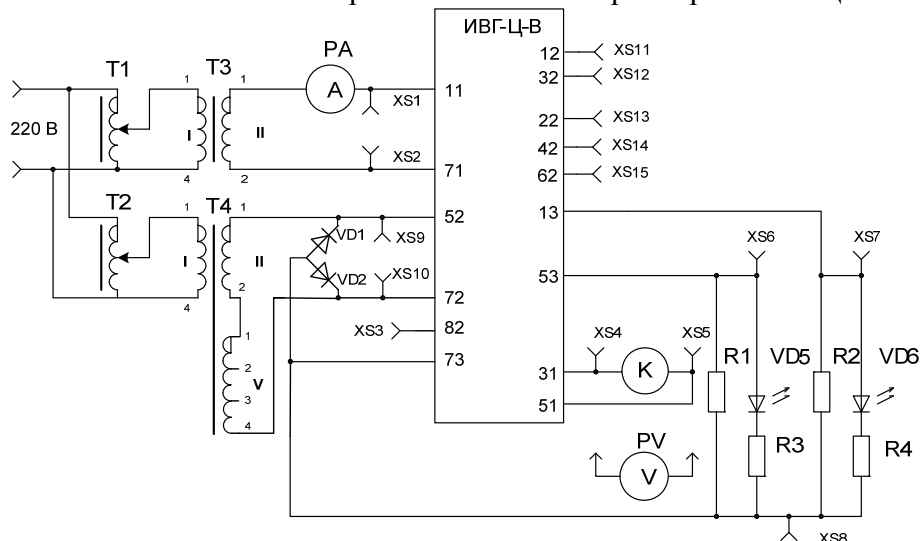 ИВГ-Ц-В
PA
T1
T3
1
1
A
11
12
XS11
32
XS12
XS1
220 В
I
II
22
XS13
42
XS14
XS2
62
XS15
4
2
71
T2
T4
13
1
1
52
VD1
XS9
XS6
XS7
I
II
VD2
XS10
53
4
2
72
XS3
82
1
73
XS4
XS5
2
V
R1
VD5
R2
VD6
3
31
K
4
51
PV
R3
R4
V
XS8